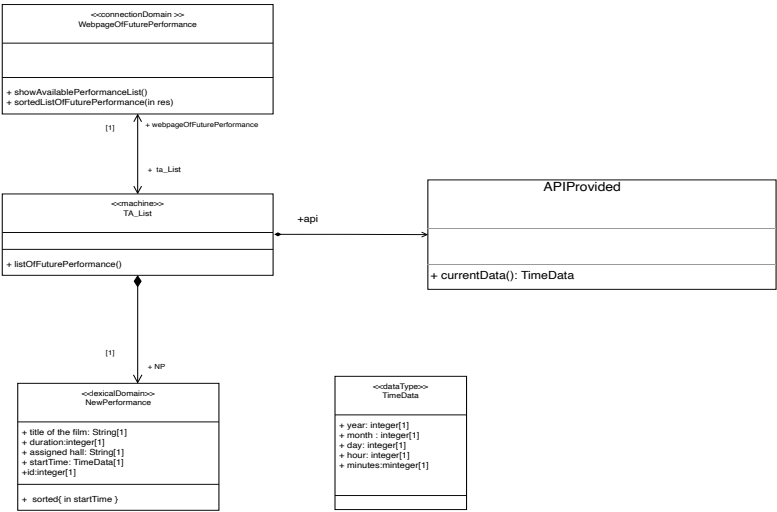 <<connectionDomain >>
WebpageOfFuturePerformance
+ showAvailablePerformanceList()
+ sortedListOfFuturePerformance(in res)
[1]
+ webpageOfFuturePerformance
+ ta_List
<<machine>>
TA_List
+ listOfFuturePerformance()
+api
APIProvided
+ currentData(): TimeData
[1]
+ NP
<<lexicalDomain>>
NewPerformance
+ title of the film: String[1]
+ duration:integer[1]
+ assigned hall: String[1]
+ startTime: TimeData[1]
+id:integer[1]
+ sorted{ in startTime }
<<dataType>>
TimeData
+ year: integer[1]
+ month : integer[1]
+ day: integer[1]
+ hour: integer[1]
+ minutes:minteger[1]